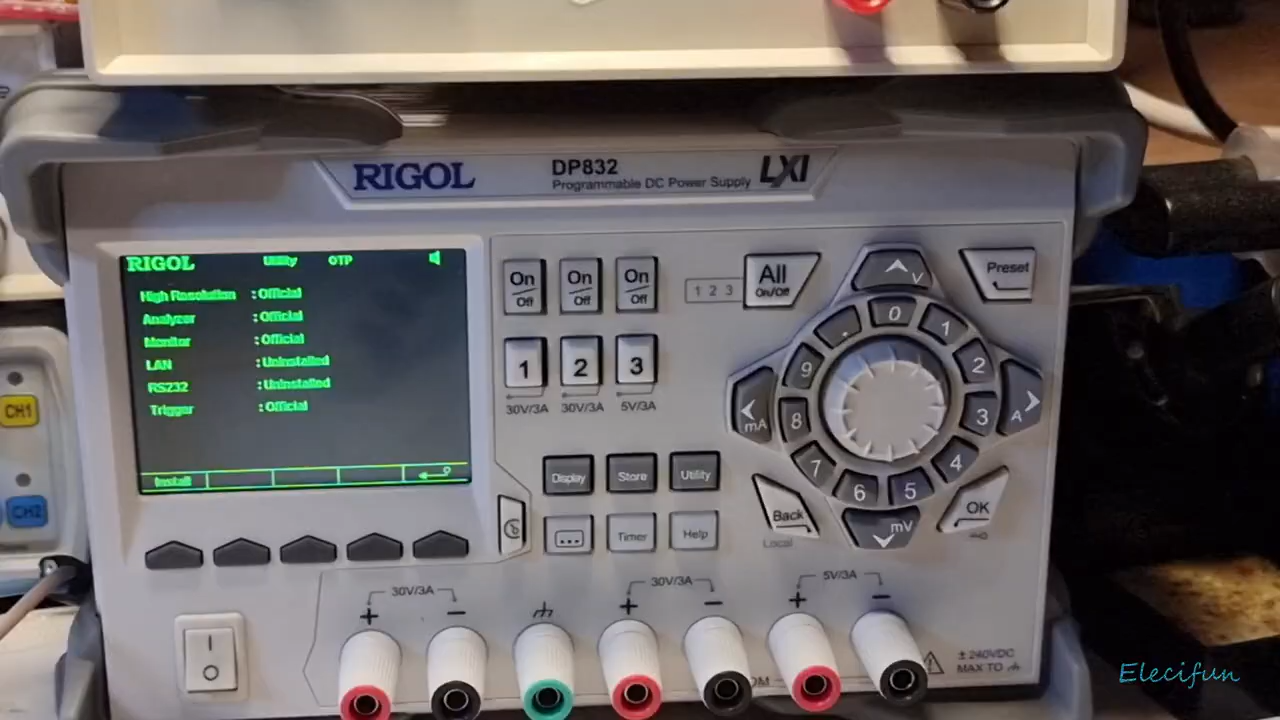 RIGOL
DP832
Programmable DC Power Supply
LXI
RIGOL Utility OTP
High Resolution : Official
Analyzer : Official
Monitor : Official
LAN : Uninstalled
RS232 : Uninstalled
Trigger : Official
Install
On Off
On Off
On Off
1 2 3
All On/Off
Preset
V
0
1
2
3
4
5
6
7
8
9
.
mA
A
mV
1
2
3
30V/3A
30V/3A
5V/3A
Display
Store
Utility
...
Timer
Help
Back
Local
OK
CH1
CH2
30V/3A
30V/3A
5V/3A
+ −
+ −
+ −
± 240VDC
MAX TO
Elecifun